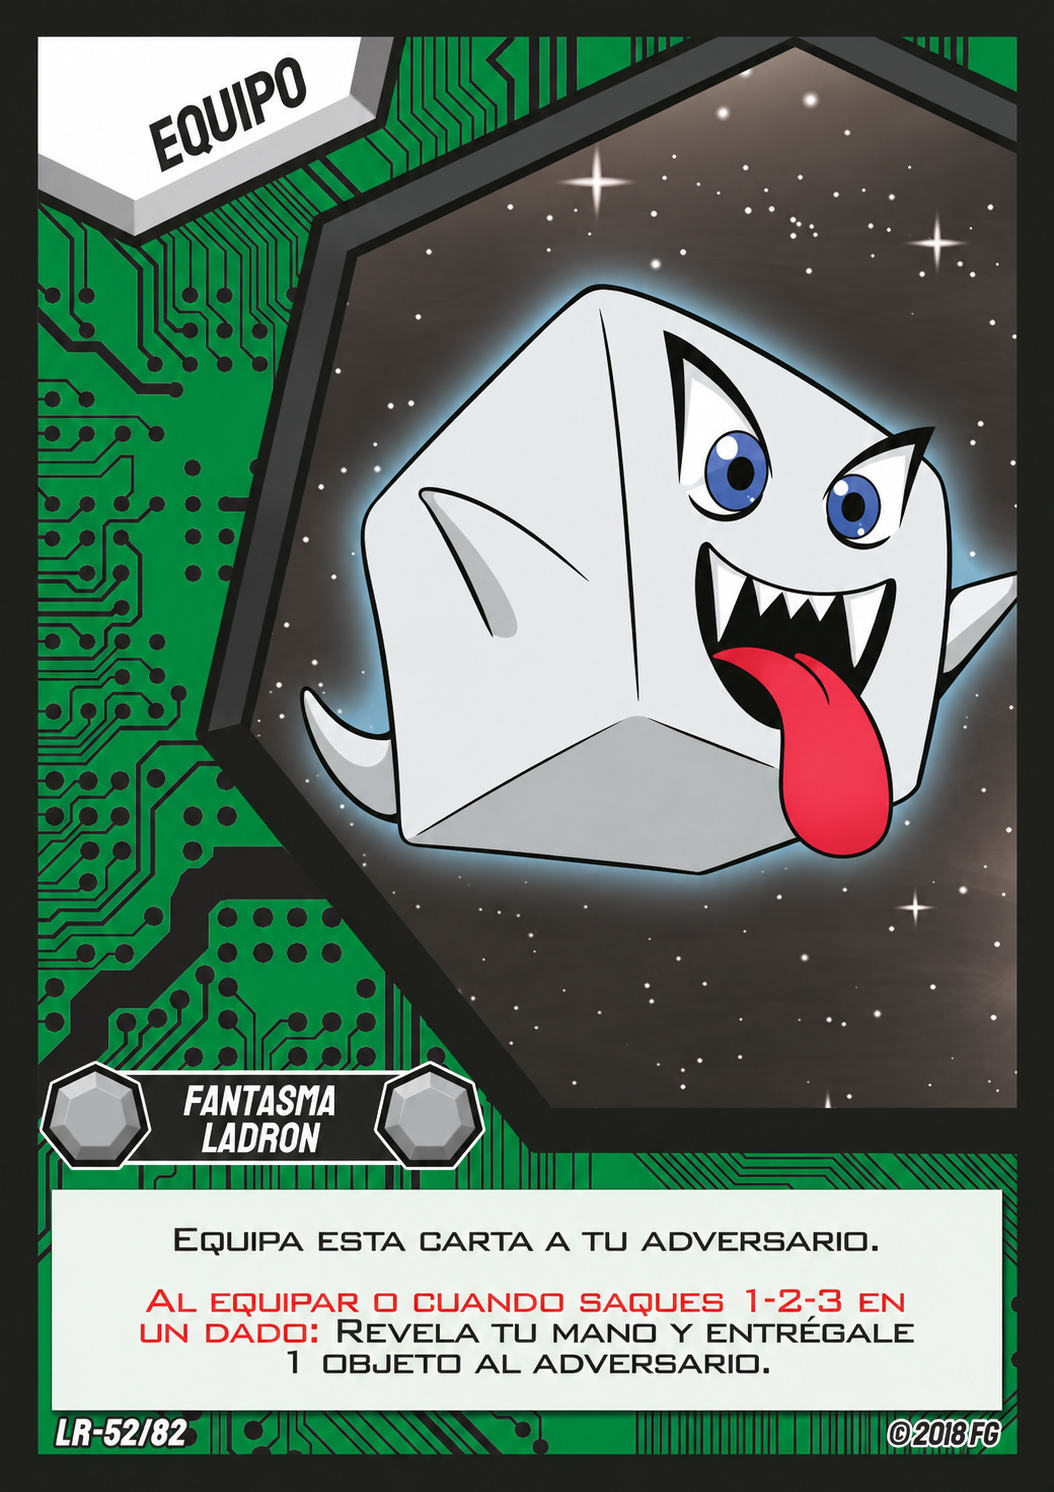 EQUIPO
FANTASMA
LADRON
EQUIPA ESTA CARTA A TU ADVERSARIO.
AL EQUIPAR O CUANDO SAQUES 1-2-3 EN
UN DADO: REVELA TU MANO Y ENTRÉGALE
1 OBJETO AL ADVERSARIO.
LR-52/82
©2018 FG